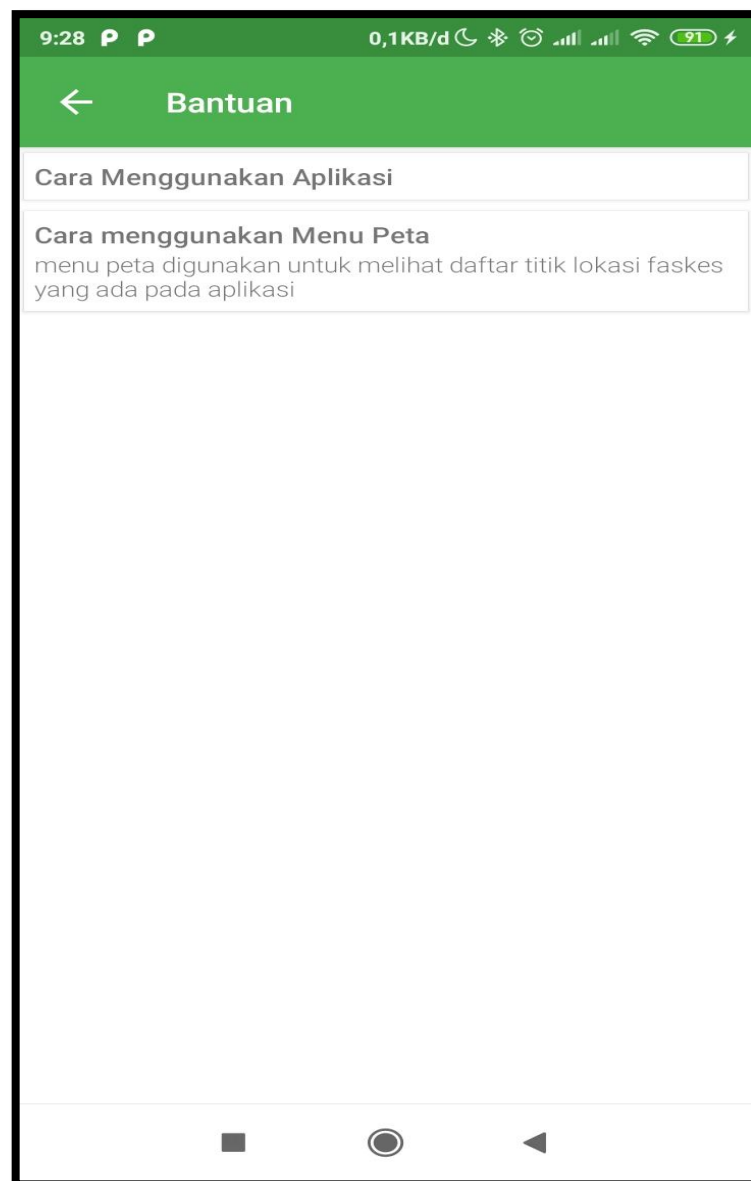 9:28 P P 0,1KB/d 91
Bantuan
Cara Menggunakan Aplikasi
Cara menggunakan Menu Peta
menu peta digunakan untuk melihat daftar titik lokasi faskes
yang ada pada aplikasi